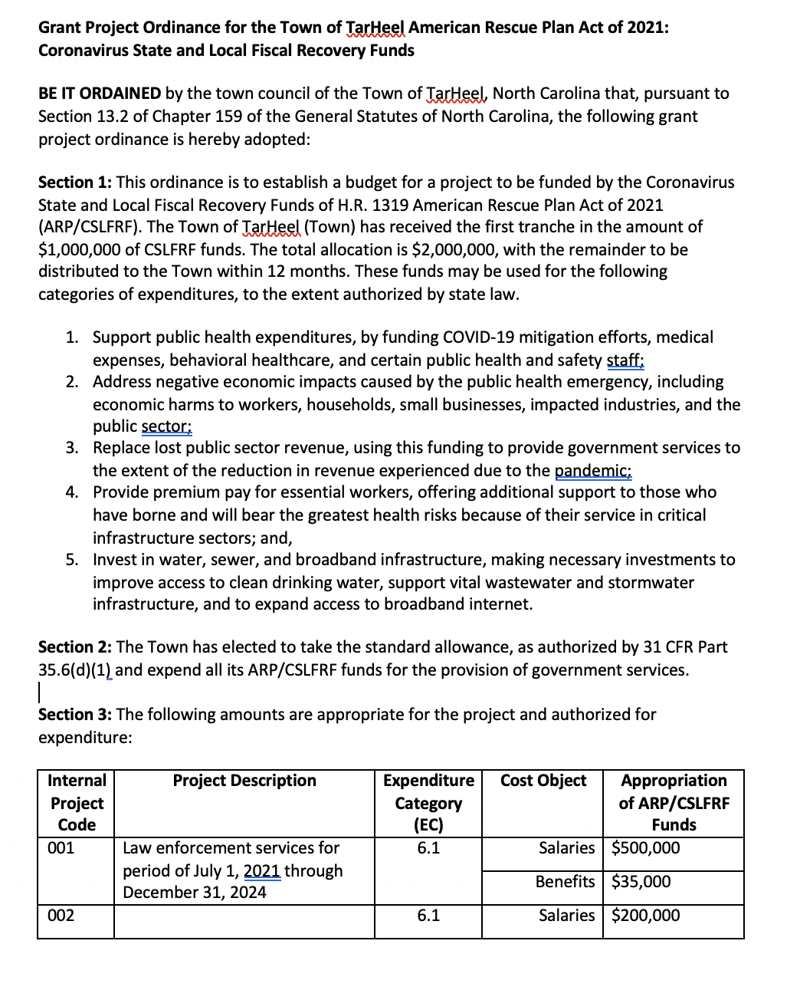 Grant Project Ordinance for the Town of TarHeel American Rescue Plan Act of 2021:
Coronavirus State and Local Fiscal Recovery Funds
BE IT ORDAINED by the town council of the Town of TarHeel, North Carolina that, pursuant to
Section 13.2 of Chapter 159 of the General Statutes of North Carolina, the following grant
project ordinance is hereby adopted:
Section 1: This ordinance is to establish a budget for a project to be funded by the Coronavirus
State and Local Fiscal Recovery Funds of H.R. 1319 American Rescue Plan Act of 2021
(ARP/CSLFRF). The Town of TarHeel (Town) has received the first tranche in the amount of
$1,000,000 of CSLFRF funds. The total allocation is $2,000,000, with the remainder to be
distributed to the Town within 12 months. These funds may be used for the following
categories of expenditures, to the extent authorized by state law.
1. Support public health expenditures, by funding COVID-19 mitigation efforts, medical
expenses, behavioral healthcare, and certain public health and safety staff;
2. Address negative economic impacts caused by the public health emergency, including
economic harms to workers, households, small businesses, impacted industries, and the
public sector;
3. Replace lost public sector revenue, using this funding to provide government services to
the extent of the reduction in revenue experienced due to the pandemic;
4. Provide premium pay for essential workers, offering additional support to those who
have borne and will bear the greatest health risks because of their service in critical
infrastructure sectors; and,
5. Invest in water, sewer, and broadband infrastructure, making necessary investments to
improve access to clean drinking water, support vital wastewater and stormwater
infrastructure, and to expand access to broadband internet.
Section 2: The Town has elected to take the standard allowance, as authorized by 31 CFR Part
35.6(d)(1) and expend all its ARP/CSLFRF funds for the provision of government services.
Section 3: The following amounts are appropriate for the project and authorized for
expenditure:
Internal Project Code
Project Description
Expenditure Category (EC)
Cost Object
Appropriation of ARP/CSLFRF Funds
001
Law enforcement services for
period of July 1, 2021 through
December 31, 2024
6.1
Salaries $500,000
Benefits $35,000
002 6.1 Salaries $200,000